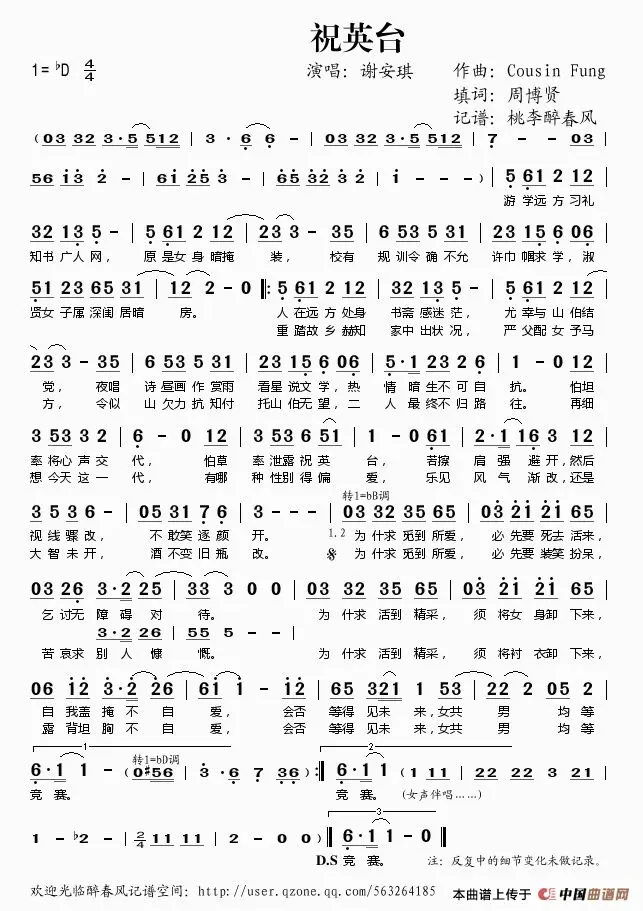 祝英台
1= ♭D 4/4
演唱：谢安琪 作曲：Cousin Fung
填词：周博贤
记谱：桃李醉春风
( 03 32 3·5 512 | 3 - 6·6 | 03 32 3·5 512 | 7 - - 03 |
56 i3 2 - | 61 2i 7 5 | 65 32 3 2 | i - - - ) | 5 61 2 12 |
游学远方习礼
32 13 5 - | 5 61 2 12 | 23 - 35 | 6 53 5 31 | 23 15 6 06 |
知书广人网， 原是女身暗掩 装， 校有 规训令确不允 许巾帼求学，淑
51 23 51 12 | 2 - 0 0 |: 5 61 2 12 | 5 61 2 12 | 5 61 2 12 |
贤女子属深闺居暗 房。 人在远方处身 书斋感迷茫， 尤幸与山伯结
重踏故乡赫知 家中出状况， 严父配女予马
23 3 - 35 | 6 53 53 31 | 23 15 6 06 | 5·1 23 2 6 | 1 - 0 12 |
党， 夜唱 诗昼画作赏雨 看星说文学，热 情暗生不可自 抗。 怕坦
方， 令似 山欠力抗知付 托山伯无望，二 人最终不归路 往。 再细
3 53 3 2 | 6 - 0 12 | 3 53 3 6 51 | 1 - 0 61 | 2·1 16 3 12 |
率将心声交 代， 怕草 率泄露祝英 台， 若擦 肩强避开，然后
想今天这一 代， 有哪 种性别得偏 爱， 乐见 风气渐改，还是
转1=bB调
3 53 6 - | 05 31 76 | 3 - - 0 | 03 32 35 65 | 03 21 21 65 |
视线骤改， 不敢笑逐颜 开。 1.2 为什求觅到所爱， 必先要死去活来，
大智未开， 酒不变旧瓶 改。 为什求觅到所爱， 必先要装笑扮呆，
03 26 3·2 25 | 33 3 0 0 | 03 32 35 65 | 03 21 21 65 |
乞讨无障碍对 待。 为什求活到精采， 须将女身卸下来，
3·2 26 | 55 5 - - |
苦哀求别人慷 慨。 为什求活到精采， 须将衬衣卸下来，
06 12 3·2 26 | 61 1 - 12 | 65 321 1 53 | 22 2 05 2 |
自我盖掩不自 爱， 会否 等得见未来，女共 男均等
露背坦胸不自 爱， 会否 等得见未来，女共 男均等
1 转1=bD调 2
6·1 1 - (0#56 | 3·6 7 36 ) :| 6·1 1 - (1 11 | 22 22 3 21 |
竞赛。 竞赛。 (女声伴唱……)
3
1 - ♭2 - | 2/4 11 11 | 2 - 0 0 ) | 6·1 1 - 0 |
D.S 竞赛。 注：反复中的细节变化未做记录。
欢迎光临醉春风记谱空间：http://user.qzone.qq.com/563264185 本曲谱上传于 中国曲谱网